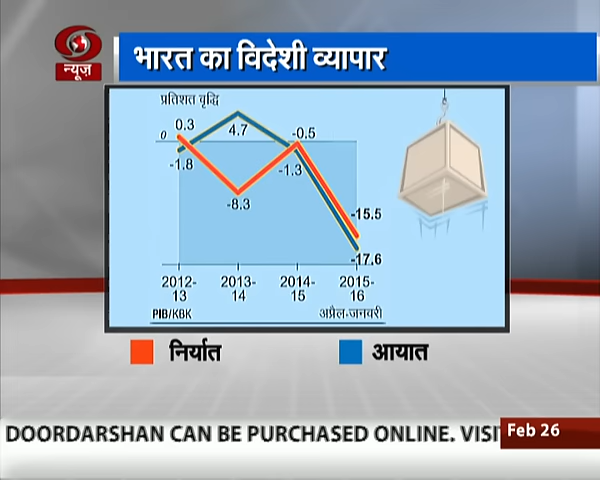 न्यूज़
भारत का विदेशी व्यापार
प्रतिशत वृद्धि
0
0.3
4.7
-0.5
-1.8
-1.3
-8.3
-15.5
-17.6
2012-13
2013-14
2014-15
2015-16
PIB/KBK
अप्रैल-जनवरी
निर्यात
आयात
DOORDARSHAN CAN BE PURCHASED ONLINE. VISI
Feb 26